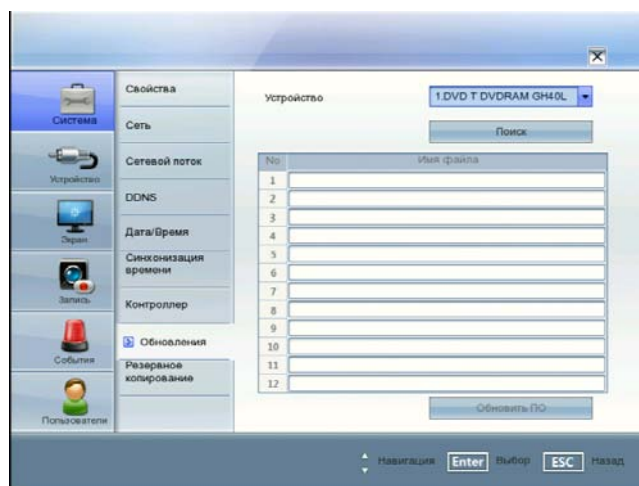 Система
Устройство
Экран
Запись
События
Пользователи
Свойства
Сеть
Сетевой поток
DDNS
Дата/Время
Синхонизация
времени
Контроллер
Обновления
Резервное
копирование
Устройство
1.DVD T DVDRAM GH40L
Поиск
No Имя файла
1
2
3
4
5
6
7
8
9
10
11
12
Обновить ПО
Навигация Enter Выбор ESC Назад